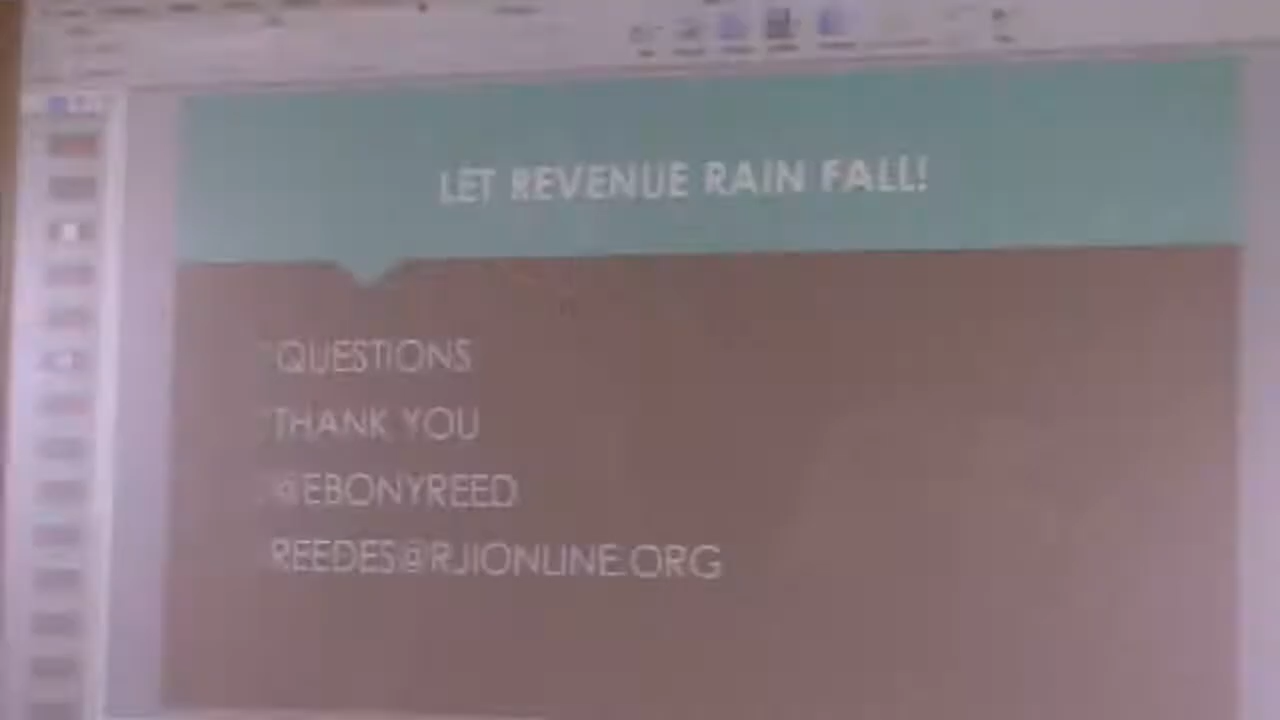 LET REVENUE RAIN FALL!
QUESTIONS
THANK YOU
@EBONYREED
REEDES@RJIONLINE.ORG